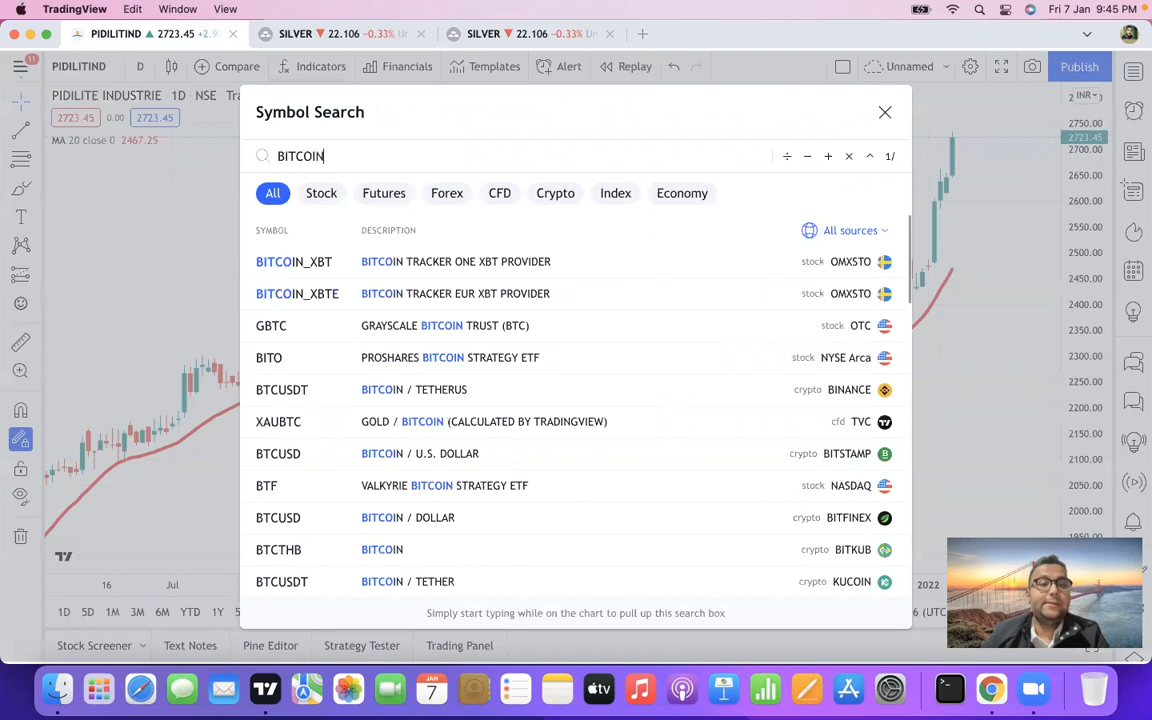 TradingView Edit Window View Fri 7 Jan 9:45 PM
PIDILITIND 2723.45 SILVER 22.106 −0.33% SILVER 22.106 −0.33%
11 PIDILITIND D Compare Indicators Financials Templates Alert Replay Unnamed Publish
PIDILITE INDUSTRIE · 1D · NSE INR
2723.45 0.00 2723.45
MA 20 close 0 2467.25
Symbol Search
BITCOIN ÷ − + × ^ 1/
All Stock Futures Forex CFD Crypto Index Economy
SYMBOL DESCRIPTION All sources
BITCOIN_XBT BITCOIN TRACKER ONE XBT PROVIDER stock OMXSTO
BITCOIN_XBTE BITCOIN TRACKER EUR XBT PROVIDER stock OMXSTO
GBTC GRAYSCALE BITCOIN TRUST (BTC) stock OTC
BITO PROSHARES BITCOIN STRATEGY ETF stock NYSE Arca
BTCUSDT BITCOIN / TETHERUS crypto BINANCE
XAUBTC GOLD / BITCOIN (CALCULATED BY TRADINGVIEW) cfd TVC
BTCUSD BITCOIN / U.S. DOLLAR crypto BITSTAMP
BTF VALKYRIE BITCOIN STRATEGY ETF stock NASDAQ
BTCUSD BITCOIN / DOLLAR crypto BITFINEX
BTCTHB BITCOIN crypto BITKUB
BTCUSDT BITCOIN / TETHER crypto KUCOIN
Simply start typing while on the chart to pull up this search box
2750.00
2723.45
2700.00
2650.00
2600.00
2550.00
2500.00
2450.00
2400.00
2350.00
2300.00
2250.00
2200.00
2150.00
2100.00
2050.00
2000.00
16 Jul 2022
1D 5D 1M 3M 6M YTD 1Y
Stock Screener Text Notes Pine Editor Strategy Tester Trading Panel
JAN
7
tv